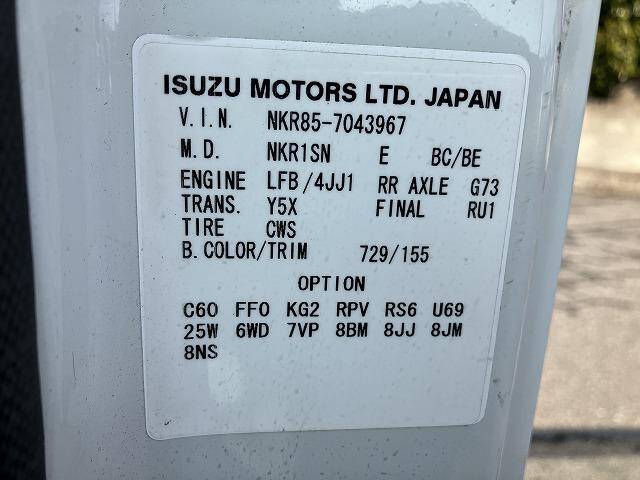 ISUZU MOTORS LTD. JAPAN
V.I.N. NKR85-7043967
M.D. NKR1SN E BC/BE
ENGINE LFB/4JJ1 RR AXLE G73
TRANS. Y5X FINAL RU1
TIRE CWS
B.COLOR/TRIM 729/155
OPTION
C60 FF0 KG2 RPV RS6 U69
25W 6WD 7VP 8BM 8JJ 8JM
8NS